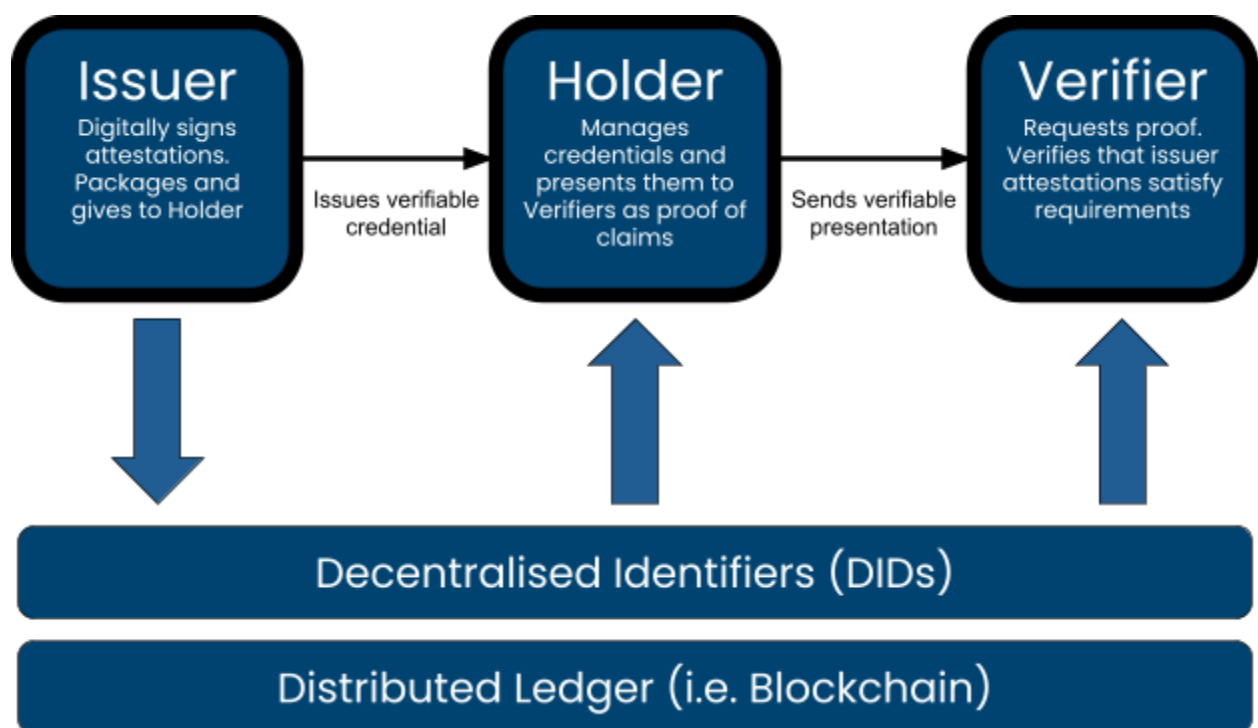 Issuer
Digitally signs
attestations.
Packages and
gives to Holder
Issues verifiable
credential
Holder
Manages
credentials and
presents them to
Verifiers as proof of
claims
Sends verifiable
presentation
Verifier
Requests proof.
Verifies that issuer
attestations satisfy
requirements
Decentralised Identifiers (DIDs)
Distributed Ledger (i.e. Blockchain)